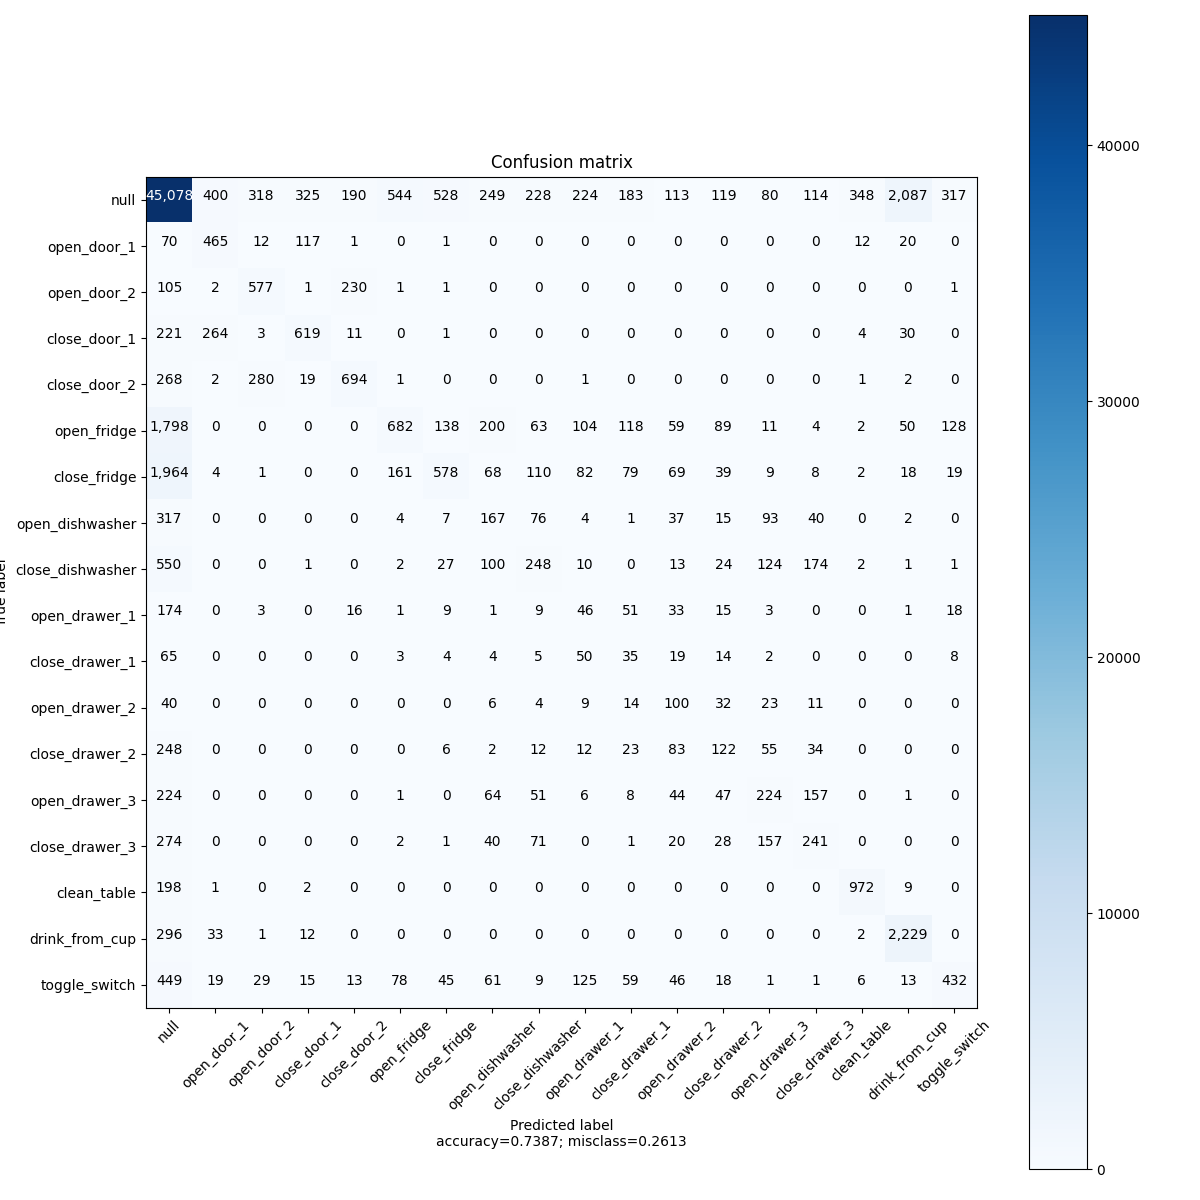 Confusion matrix
null 45,078 400 318 325 190 544 528 249 228 224 183 113 119 80 114 348 2,087 317
open_door_1 70 465 12 117 1 0 1 0 0 0 0 0 0 0 0 12 20 0
open_door_2 105 2 577 1 230 1 1 0 0 0 0 0 0 0 0 0 0 1
close_door_1 221 264 3 619 11 0 1 0 0 0 0 0 0 0 0 4 30 0
close_door_2 268 2 280 19 694 1 0 0 0 1 0 0 0 0 0 1 2 0
open_fridge 1,798 0 0 0 0 682 138 200 63 104 118 59 89 11 4 2 50 128
close_fridge 1,964 4 1 0 0 161 578 68 110 82 79 69 39 9 8 2 18 19
open_dishwasher 317 0 0 0 0 4 7 167 76 4 1 37 15 93 40 0 2 0
close_dishwasher 550 0 0 1 0 2 27 100 248 10 0 13 24 124 174 2 1 1
open_drawer_1 174 0 3 0 16 1 9 1 9 46 51 33 15 3 0 0 1 18
close_drawer_1 65 0 0 0 0 3 4 4 5 50 35 19 14 2 0 0 0 8
open_drawer_2 40 0 0 0 0 0 0 6 4 9 14 100 32 23 11 0 0 0
close_drawer_2 248 0 0 0 0 0 6 2 12 12 23 83 122 55 34 0 0 0
open_drawer_3 224 0 0 0 0 1 0 64 51 6 8 44 47 224 157 0 1 0
close_drawer_3 274 0 0 0 0 2 1 40 71 0 1 20 28 157 241 0 0 0
clean_table 198 1 0 2 0 0 0 0 0 0 0 0 0 0 0 972 9 0
drink_from_cup 296 33 1 12 0 0 0 0 0 0 0 0 0 0 0 2 2,229 0
toggle_switch 449 19 29 15 13 78 45 61 9 125 59 46 18 1 1 6 13 432
null open_door_1 open_door_2 close_door_1 close_door_2 open_fridge close_fridge open_dishwasher close_dishwasher open_drawer_1 close_drawer_1 open_drawer_2 close_drawer_2 open_drawer_3 close_drawer_3 clean_table drink_from_cup toggle_switch
Predicted label
accuracy=0.7387; misclass=0.2613
40000
30000
20000
10000
0